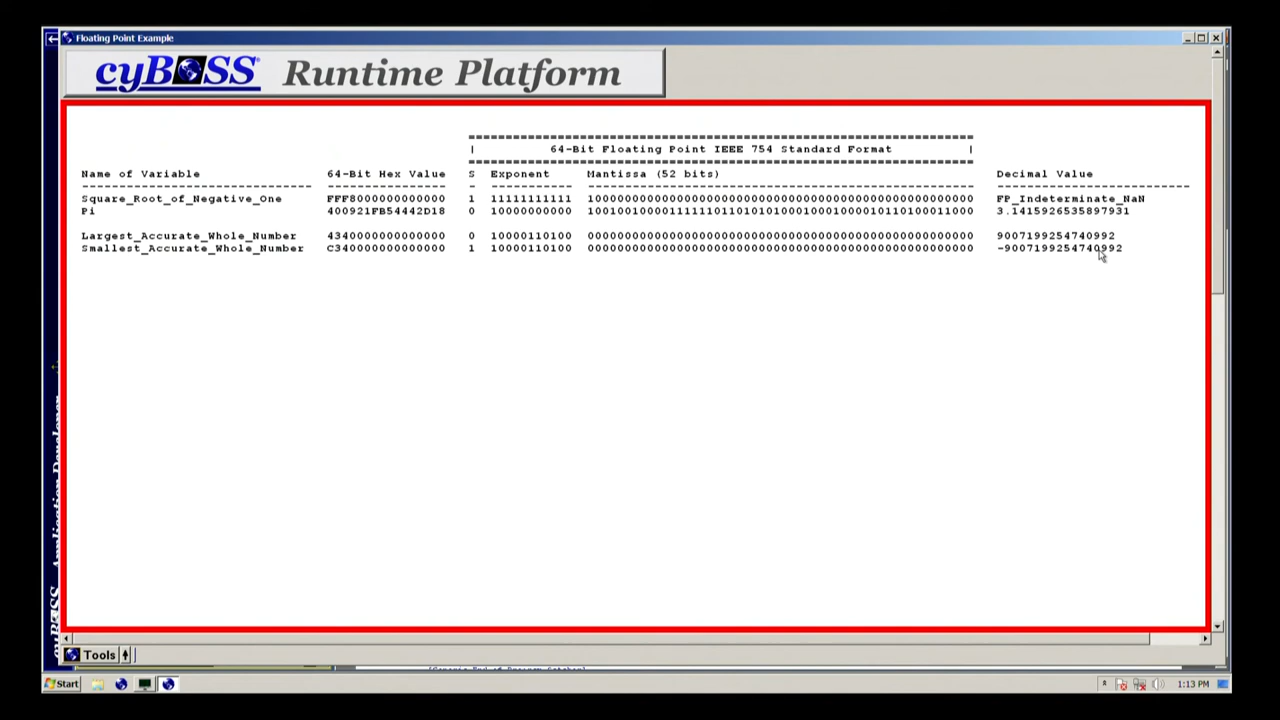 Floating Point Example
cyBOSS® Runtime Platform
=====================================================================
| 64-Bit Floating Point IEEE 754 Standard Format |
=====================================================================
Name of Variable 64-Bit Hex Value S Exponent Mantissa (52 bits) Decimal Value
Square_Root_of_Negative_One FFF8000000000000 1 11111111111 1000000000000000000000000000000000000000000000000000 FP_Indeterminate_NaN
Pi 400921FB54442D18 0 10000000000 1001001000011111101101010100010001000010110100011000 3.1415926535897931
Largest_Accurate_Whole_Number 4340000000000000 0 10000110100 0000000000000000000000000000000000000000000000000000 9007199254740992
Smallest_Accurate_Whole_Number C340000000000000 1 10000110100 0000000000000000000000000000000000000000000000000000 -9007199254740992
cyBOSS Application Developer
Tools
Start
1:13 PM